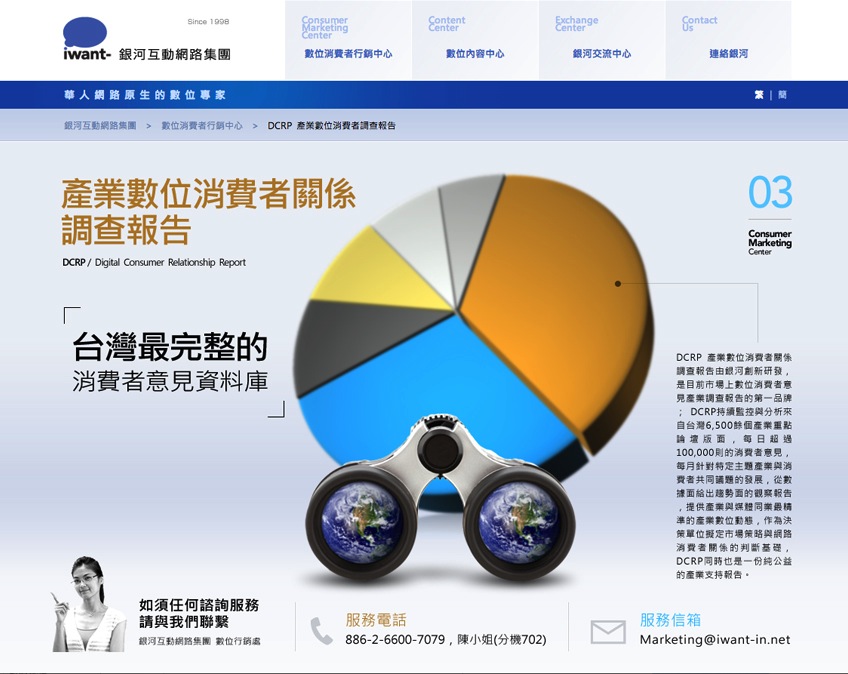 Since 1998
iwant- 銀河互動網路集團
Consumer
Marketing
Center
數位消費者行銷中心
Content
Center
數位內容中心
Exchange
Center
銀河交流中心
Contact
Us
連絡銀河
華人網路原生的數位專家
繁 | 簡
銀河互動網路集團 > 數位消費者行銷中心 > DCRP 產業數位消費者調查報告
產業數位消費者關係
調查報告
DCRP / Digital Consumer Relationship Report
03
Consumer
Marketing
Center
台灣最完整的
消費者意見資料庫
DCRP 產業數位消費者關係
調查報告由銀河創新研發，
是目前市場上數位消費者意
見產業調查報告的第一品牌
； DCRP持續監控與分析來
自台灣6,500餘個產業重點
論壇版面，每日超過
100,000則的消費者意見，
每月針對特定主題產業與消
費者共同議題的發展，從數
據面給出趨勢面的觀察報告
，提供產業與媒體同業最精
準的產業數位動態，作為決
策單位擬定市場策略與網路
消費者關係的判斷基礎，
DCRP同時也是一份純公益
的產業支持報告。
如須任何諮詢服務
請與我們聯繫
銀河互動網路集團 數位行銷處
服務電話
886-2-6600-7079，陳小姐(分機702)
服務信箱
Marketing@iwant-in.net